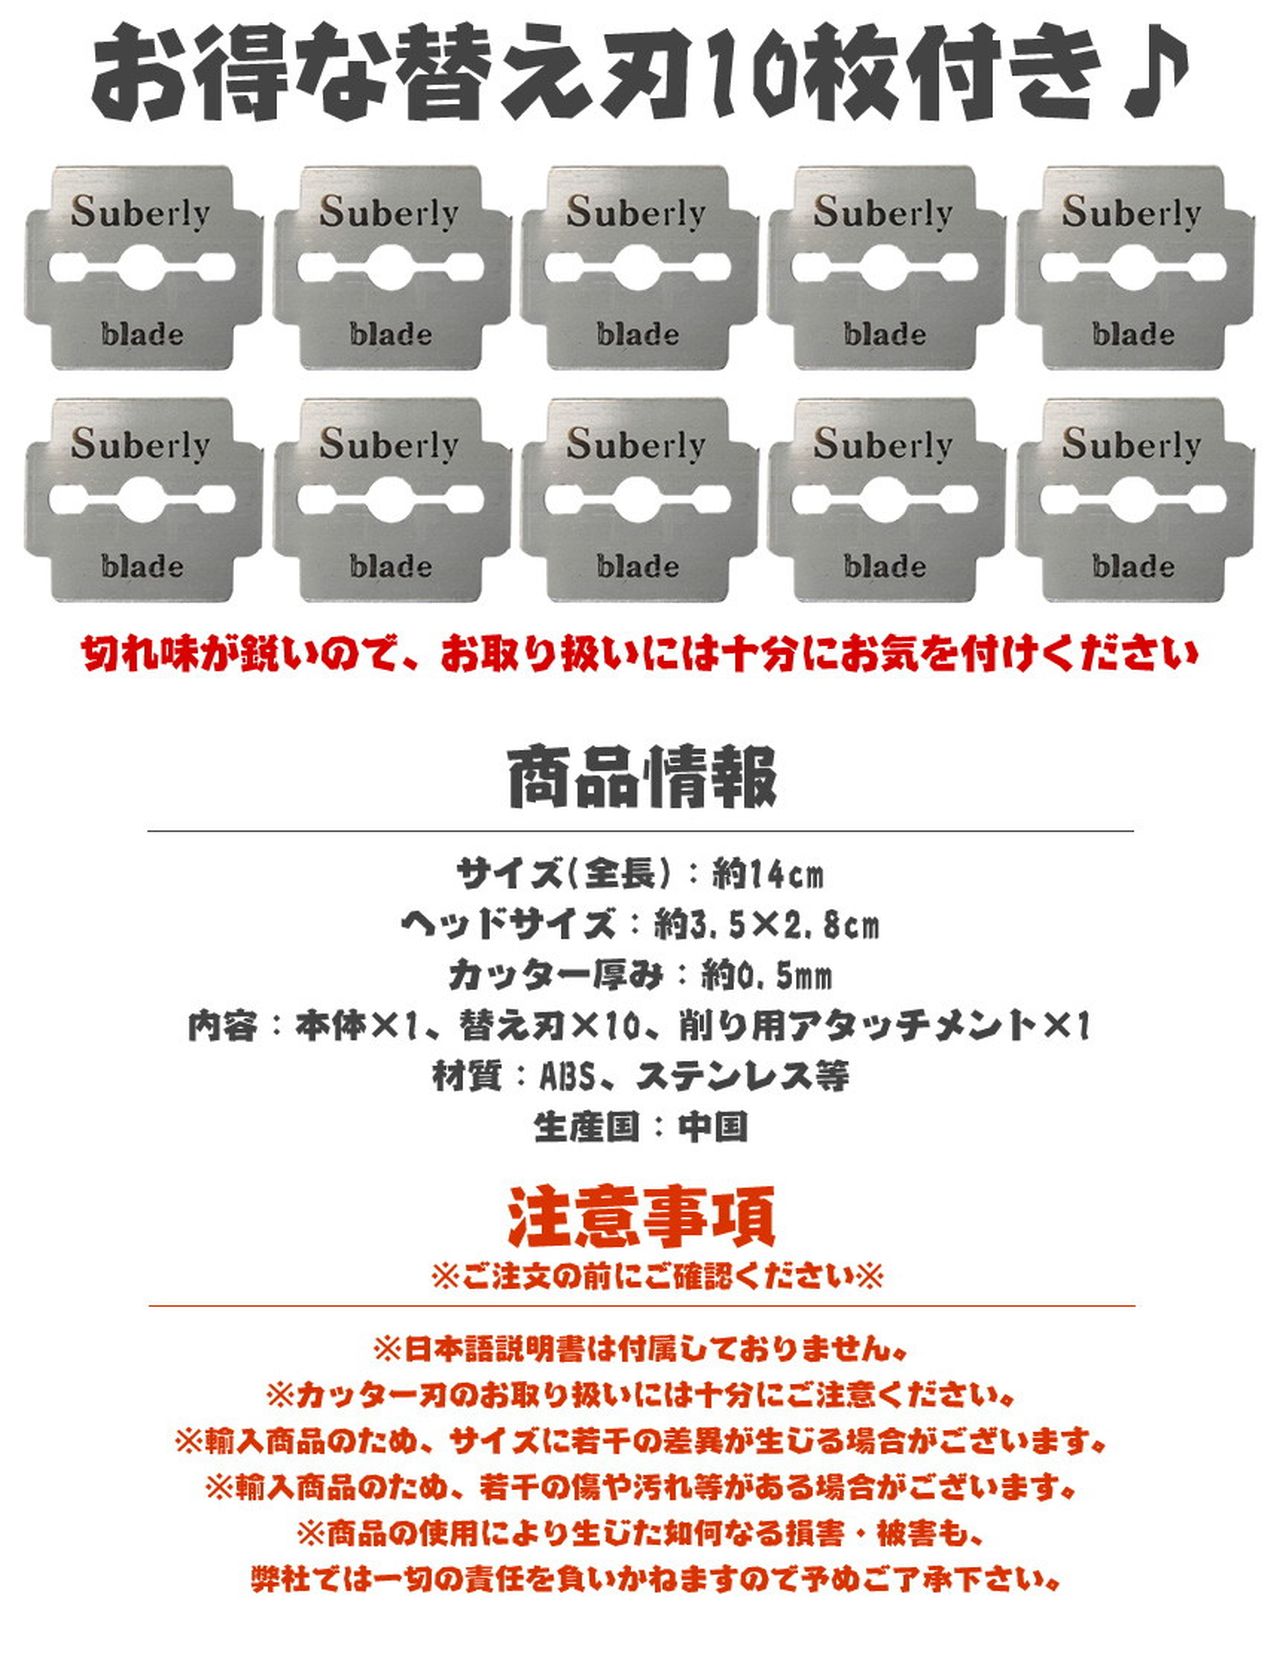 お得な替え刃10枚付き♪
Suberly Suberly Suberly Suberly Suberly
blade blade blade blade blade
Suberly Suberly Suberly Suberly Suberly
blade blade blade blade blade
切れ味が鋭いので、お取り扱いには十分にお気を付けください
商品情報
サイズ(全長)：約14cm
ヘッドサイズ：約3.5×2.8cm
カッター厚み：約0.5mm
内容：本体×1、替え刃×10、削り用アタッチメント×1
材質：ABS、ステンレス等
生産国：中国
注意事項
※ご注文の前にご確認ください※
※日本語説明書は付属しておりません。
※カッター刃のお取り扱いには十分にご注意ください。
※輸入商品のため、サイズに若干の差異が生じる場合がございます。
※輸入商品のため、若干の傷や汚れ等がある場合がございます。
※商品の使用により生じた如何なる損害・被害も、
弊社では一切の責任を負いかねますので予めご了承下さい。